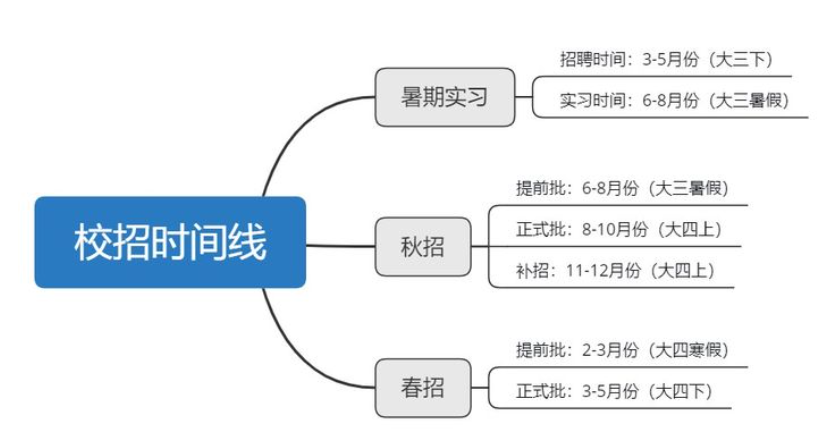 校招时间线
暑期实习
招聘时间：3-5月份（大三下）
实习时间：6-8月份（大三暑假）
秋招
提前批：6-8月份（大三暑假）
正式批：8-10月份（大四上）
补招：11-12月份（大四上）
春招
提前批：2-3月份（大四寒假）
正式批：3-5月份（大四下）